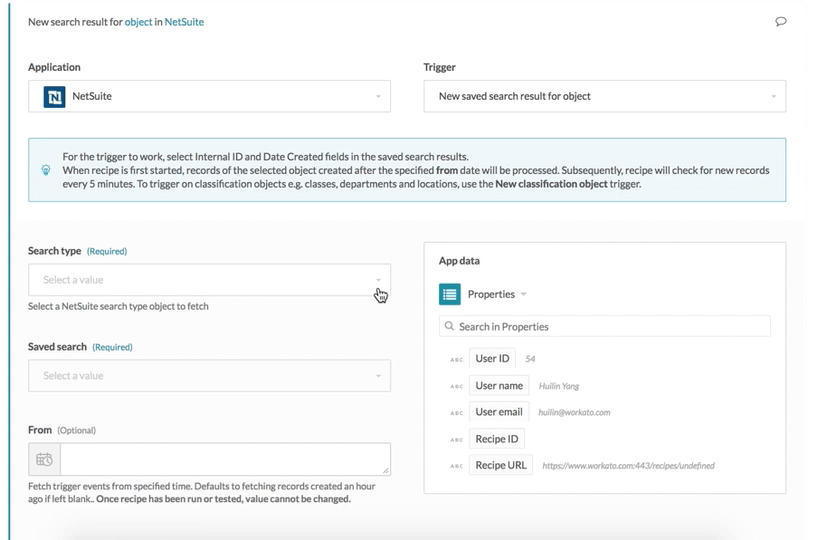 New search result for object in NetSuite
Application
NetSuite
Trigger
New saved search result for object
For the trigger to work, select Internal ID and Date Created fields in the saved search results.
When recipe is first started, records of the selected object created after the specified from date will be processed. Subsequently, recipe will check for new records
every 5 minutes. To trigger on classification objects e.g. classes, departments and locations, use the New classification object trigger.
Search type (Required)
Select a value
Select a NetSuite search type object to fetch
Saved search (Required)
Select a value
From (Optional)
Fetch trigger events from specified time. Defaults to fetching records created an hour
ago if left blank.. Once recipe has been run or tested, value cannot be changed.
App data
Properties
Search in Properties
ABC User ID 54
ABC User name Huilin Yang
ABC User email huilin@workato.com
ABC Recipe ID
ABC Recipe URL https://www.workato.com:443/recipes/undefined